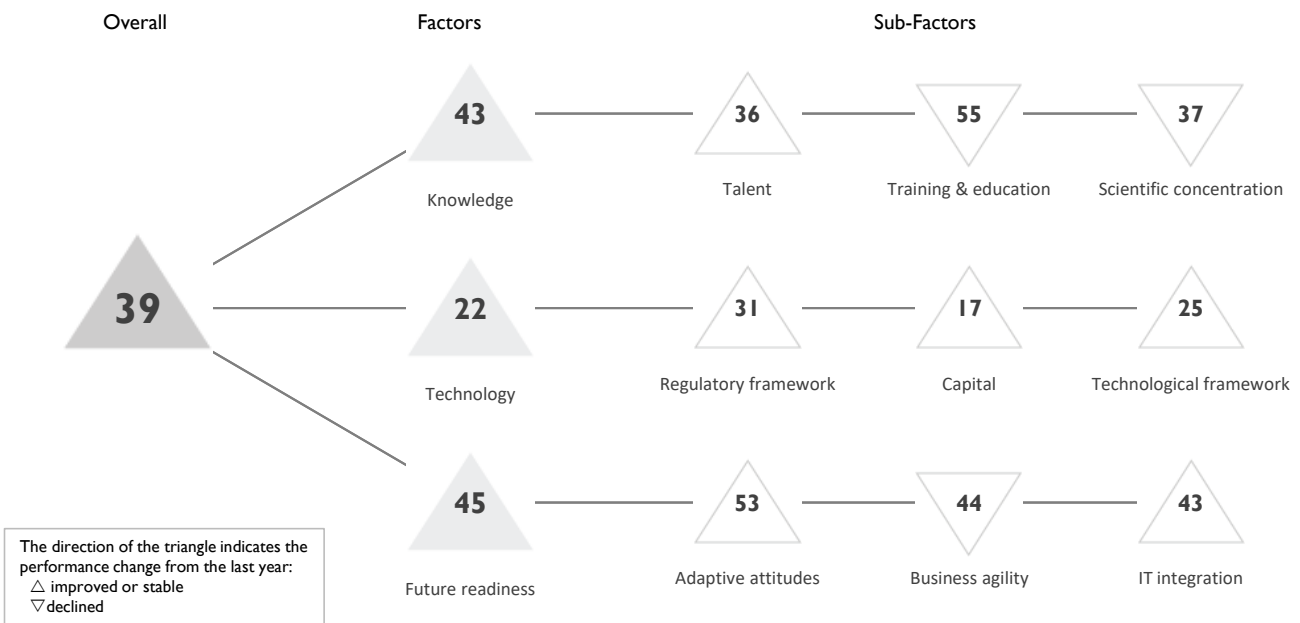 Overall Factors Sub-Factors
43 36 55 37
Knowledge Talent Training & education Scientific concentration
39 22 31 17 25
Technology Regulatory framework Capital Technological framework
45 53 44 43
Future readiness Adaptive attitudes Business agility IT integration
The direction of the triangle indicates the
performance change from the last year:
△ improved or stable
▽ declined